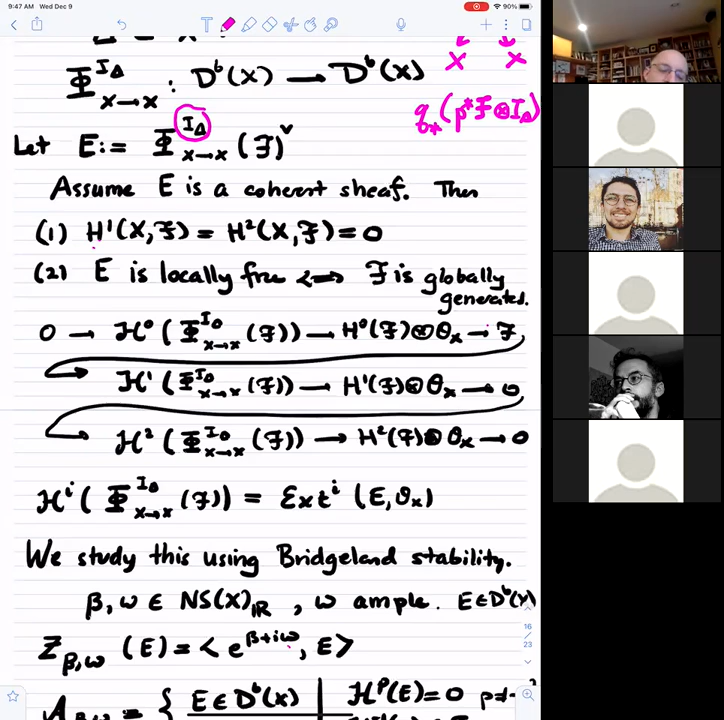 9:47 AM Wed Dec 9
90%
X X
Φ^{I_Δ}_{X→X} : D^b(X) → D^b(X)
q_*(p^*F ⊗ I_Δ)
Let E := Φ^{I_Δ}_{X→X}(F)^∨
Assume E is a coherent sheaf. Then
(1) H^1(X,F) = H^2(X,F) = 0
(2) E is locally free ⟺ F is globally
generated.
0 → H^0(Φ^{I_Δ}_{X→X}(F)) → H^0(F)⊗O_X → F
→ H^1(Φ^{I_Δ}_{X→X}(F)) → H^1(F)⊗O_X → 0
→ H^2(Φ^{I_Δ}_{X→X}(F)) → H^2(F)⊗O_X → 0
H^i(Φ^{I_Δ}_{X→X}(F)) = Ext^i(E,O_X)
We study this using Bridgeland stability.
β,ω ∈ NS(X)_{IR}, ω ample. E∈D^b(X)
16
23
Z_{β,ω}(E) = < e^{β+iω}, E >
A_{β,ω} = { E∈D^b(X) | H^p(E)=0